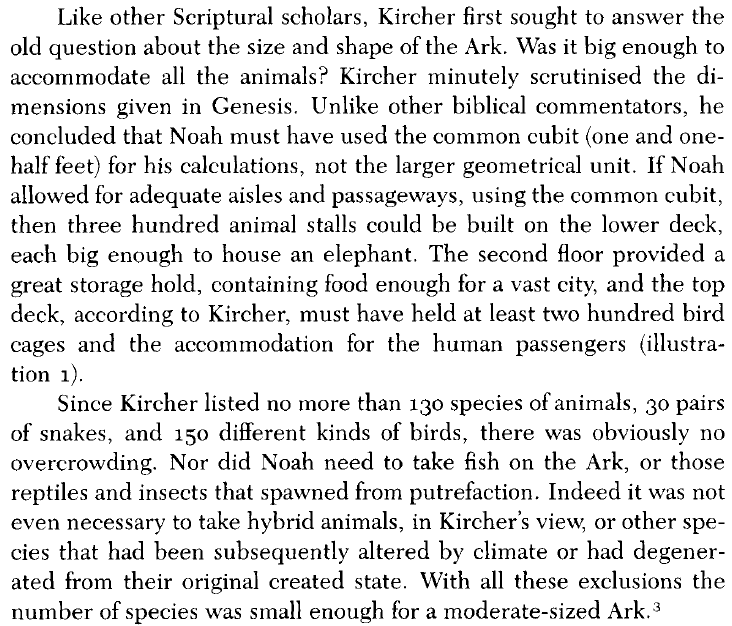 Like other Scriptural scholars, Kircher first sought to answer the
old question about the size and shape of the Ark. Was it big enough to
accommodate all the animals? Kircher minutely scrutinised the di-
mensions given in Genesis. Unlike other biblical commentators, he
concluded that Noah must have used the common cubit (one and one-
half feet) for his calculations, not the larger geometrical unit. If Noah
allowed for adequate aisles and passageways, using the common cubit,
then three hundred animal stalls could be built on the lower deck,
each big enough to house an elephant. The second floor provided a
great storage hold, containing food enough for a vast city, and the top
deck, according to Kircher, must have held at least two hundred bird
cages and the accommodation for the human passengers (illustra-
tion 1).
Since Kircher listed no more than 130 species of animals, 30 pairs
of snakes, and 150 different kinds of birds, there was obviously no
overcrowding. Nor did Noah need to take fish on the Ark, or those
reptiles and insects that spawned from putrefaction. Indeed it was not
even necessary to take hybrid animals, in Kircher's view, or other spe-
cies that had been subsequently altered by climate or had degener-
ated from their original created state. With all these exclusions the
number of species was small enough for a moderate-sized Ark.³